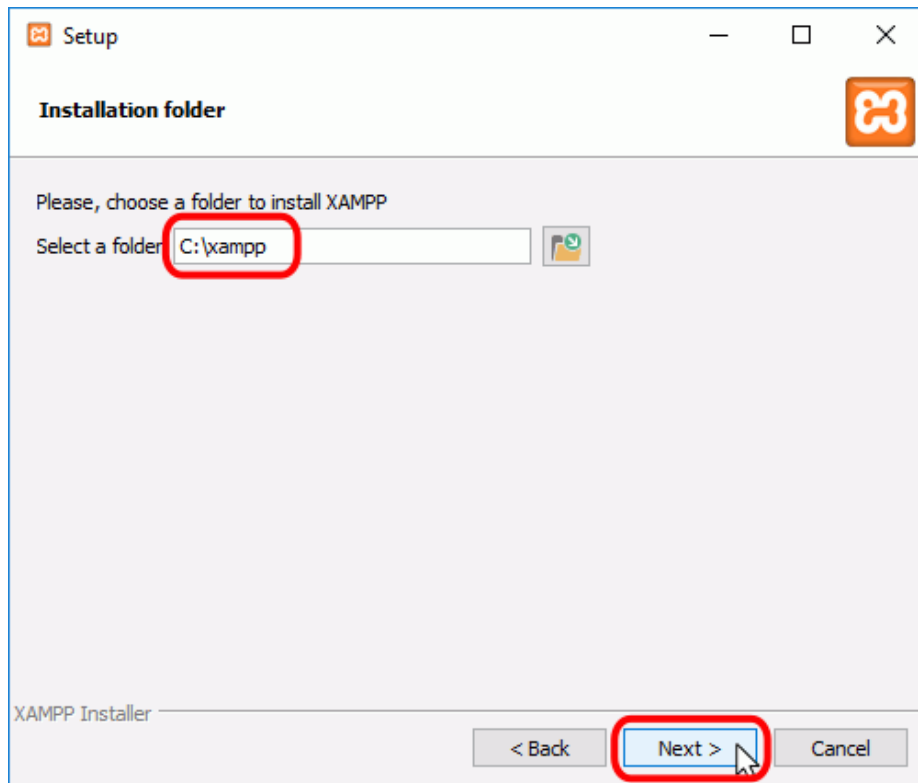 Setup
Installation folder
Please, choose a folder to install XAMPP
Select a folder C:\xampp
XAMPP Installer
< Back Next > Cancel